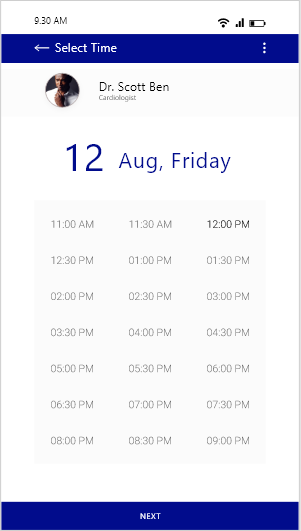 9.30 AM
Select Time
Dr. Scott Ben
Cardiologist
12 Aug, Friday
11:00 AM 11:30 AM 12:00 PM
12:30 PM 01:00 PM 01:30 PM
02:00 PM 02:30 PM 03:00 PM
03:30 PM 04:00 PM 04:30 PM
05:00 PM 05:30 PM 06:00 PM
06:30 PM 07:00 PM 07:30 PM
08:00 PM 08:30 PM 09:00 PM
NEXT